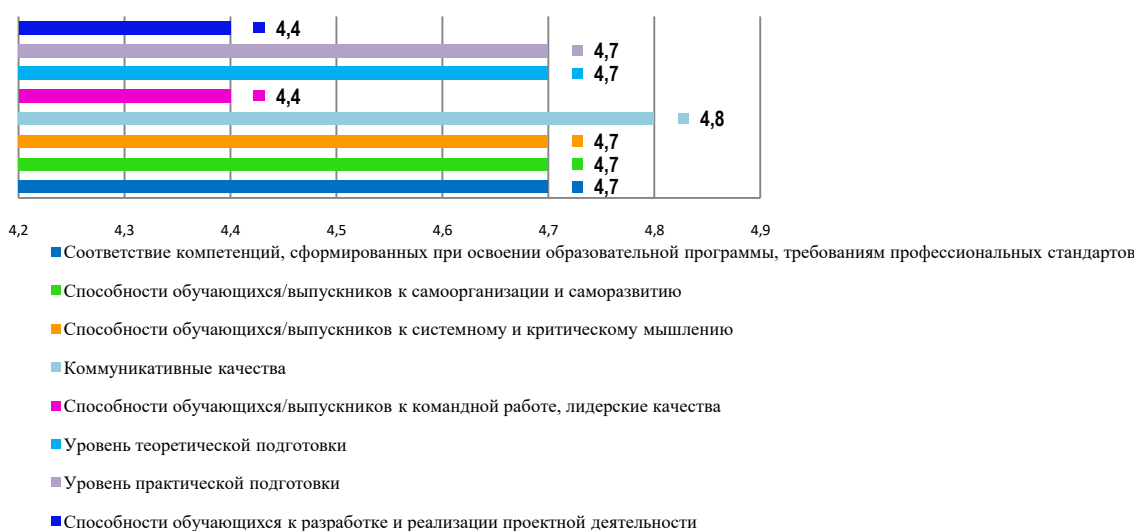 4,4
4,7
4,7
4,4
4,8
4,7
4,7
4,7
4,2 4,3 4,4 4,5 4,6 4,7 4,8 4,9
Соответствие компетенций, сформированных при освоении образовательной программы, требованиям профессиональных стандартов
Способности обучающихся/выпускников к самоорганизации и саморазвитию
Способности обучающихся/выпускников к системному и критическому мышлению
Коммуникативные качества
Способности обучающихся/выпускников к командной работе, лидерские качества
Уровень теоретической подготовки
Уровень практической подготовки
Способности обучающихся к разработке и реализации проектной деятельности